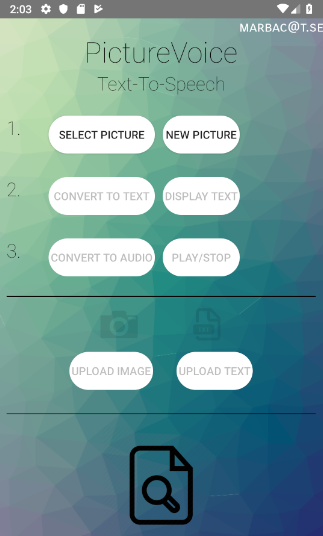 2:03
MARBAC@T.SE
PictureVoice
Text-To-Speech
1. SELECT PICTURE NEW PICTURE
2. CONVERT TO TEXT DISPLAY TEXT
3. CONVERT TO AUDIO PLAY/STOP
UPLOAD IMAGE UPLOAD TEXT